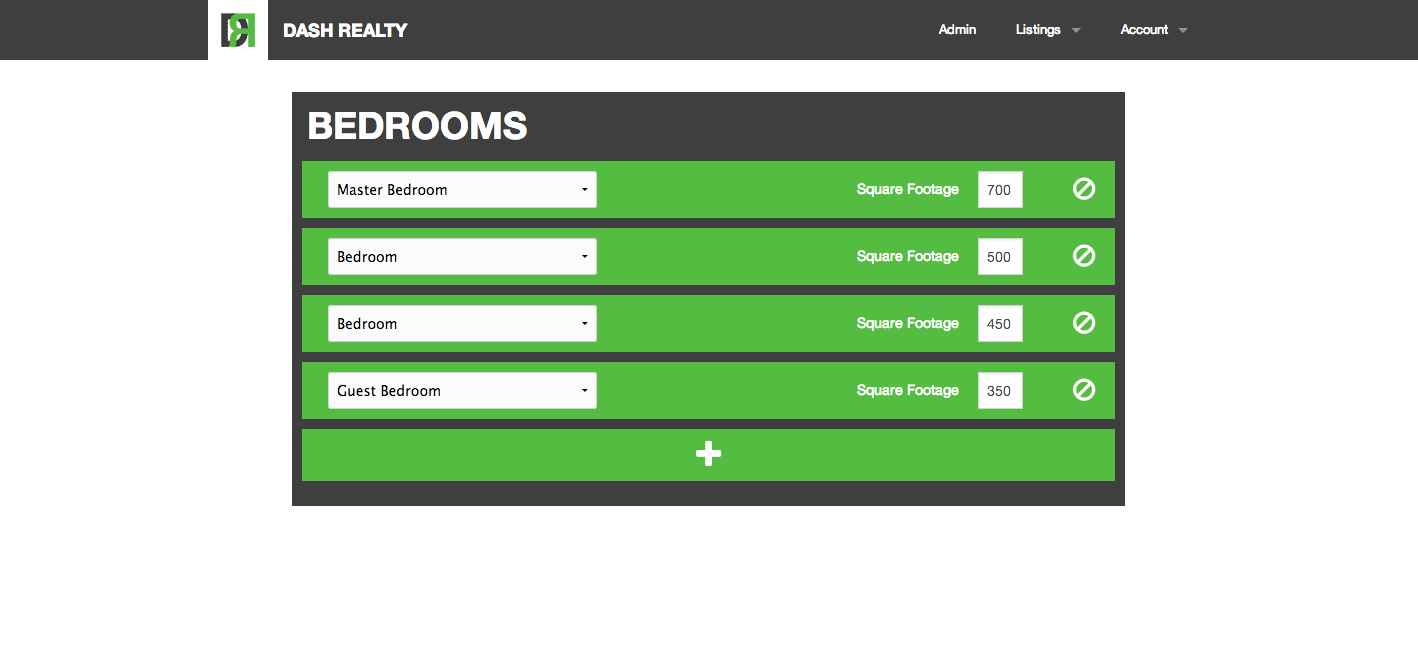 DR DASH REALTY Admin Listings Account
BEDROOMS
Master Bedroom Square Footage 700
Bedroom Square Footage 500
Bedroom Square Footage 450
Guest Bedroom Square Footage 350